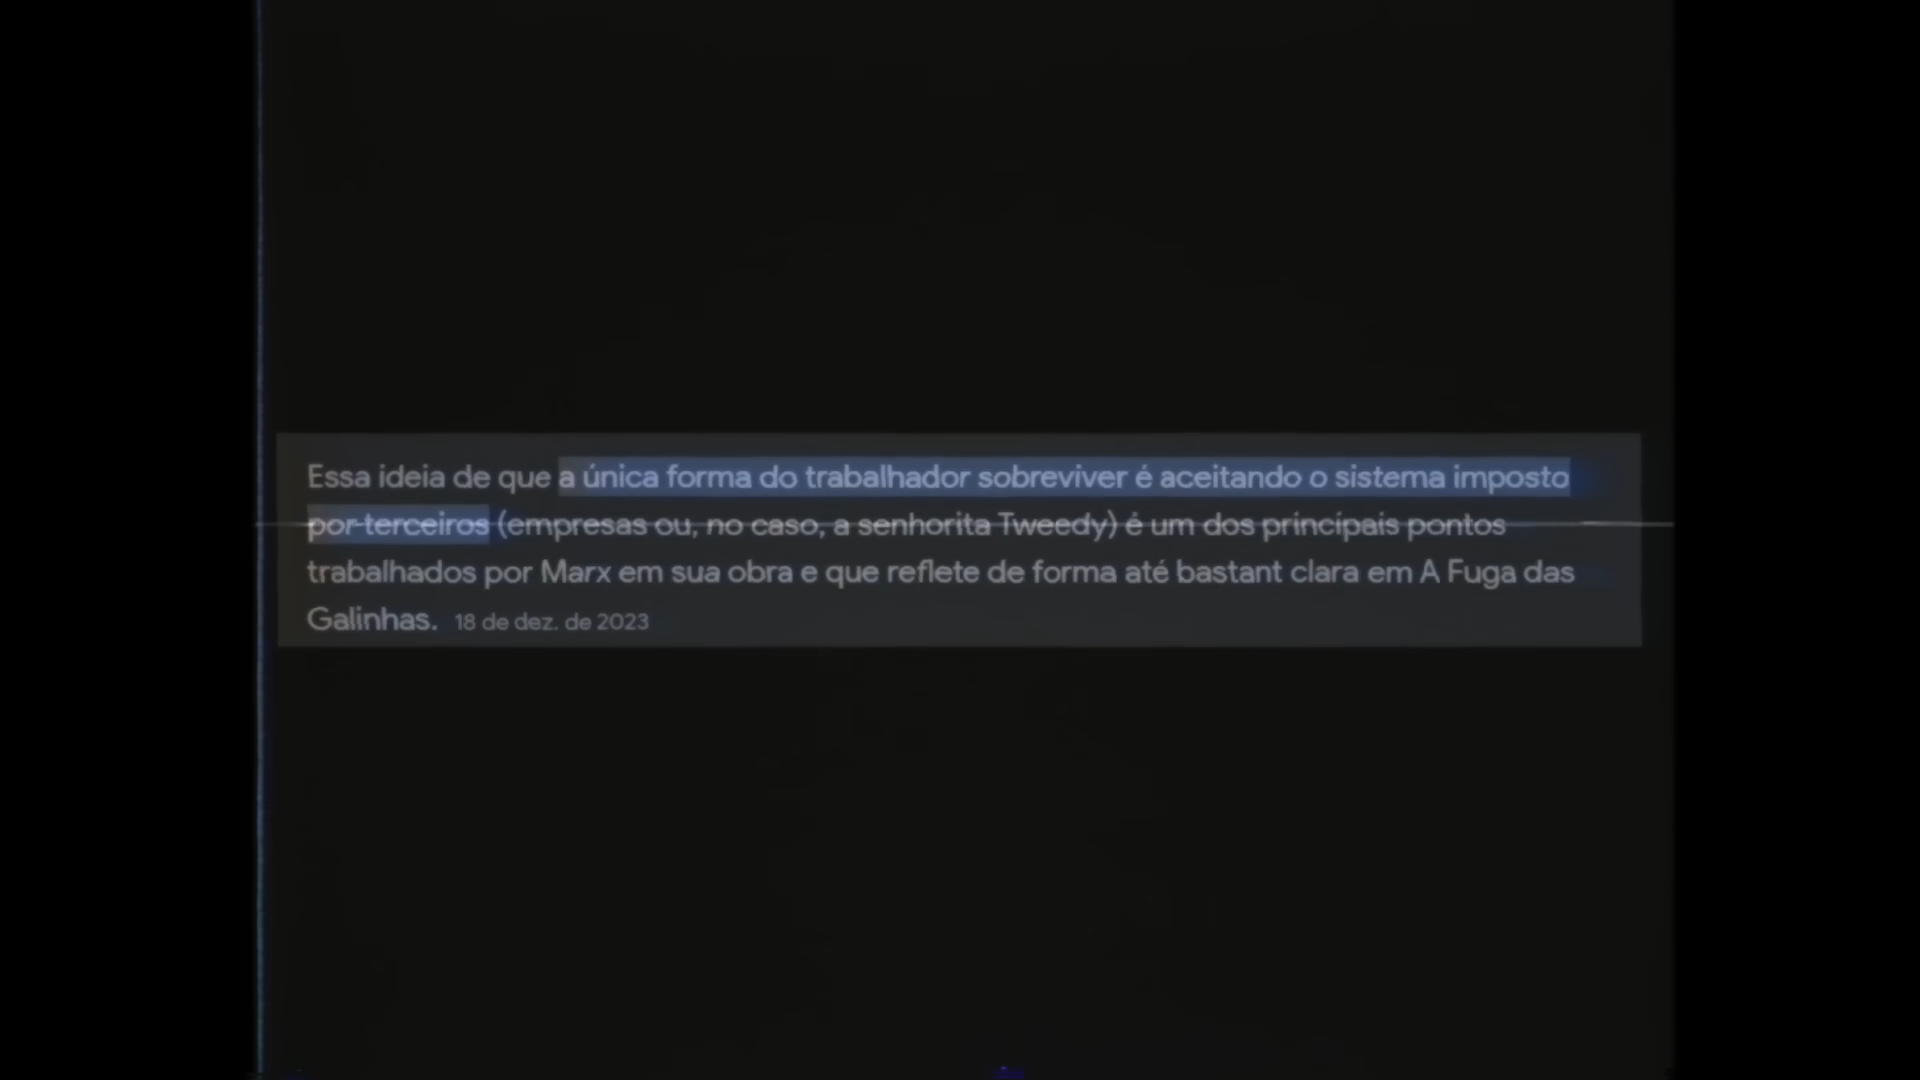 Essa ideia de que a única forma do trabalhador sobreviver é aceitando o sistema imposto
por terceiros (empresas ou, no caso, a senhorita Tweedy) é um dos principais pontos
trabalhados por Marx em sua obra e que reflete de forma até bastant clara em A Fuga das
Galinhas. 18 de dez. de 2023